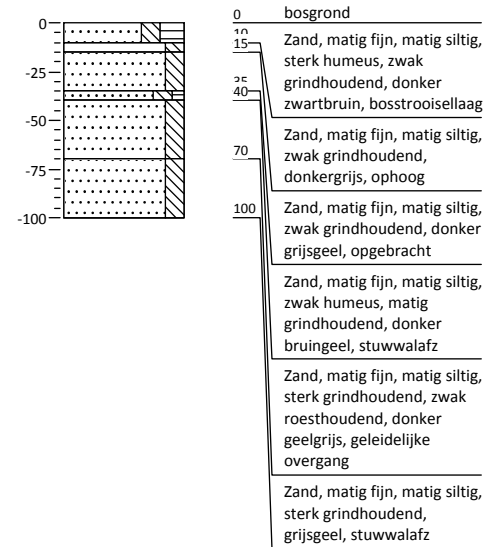 0
-25
-50
-75
-100
0
10
15
35
40
70
100
bosgrond
Zand, matig fijn, matig siltig,
sterk humeus, zwak
grindhoudend, donker
zwartbruin, bosstrooisellaag
Zand, matig fijn, matig siltig,
zwak grindhoudend,
donkergrijs, ophoog
Zand, matig fijn, matig siltig,
zwak grindhoudend, donker
grijsgeel, opgebracht
Zand, matig fijn, matig siltig,
zwak humeus, matig
grindhoudend, donker
bruingeel, stuwwalafz
Zand, matig fijn, matig siltig,
sterk grindhoudend, zwak
roesthoudend, donker
geelgrijs, geleidelijke
overgang
Zand, matig fijn, matig siltig,
sterk grindhoudend,
grijsgeel, stuwwalafz